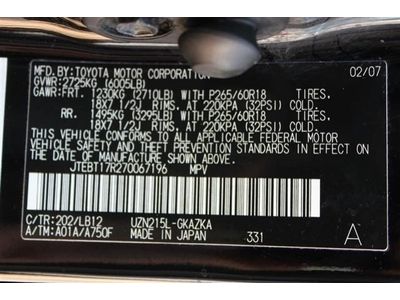 MFD.BY:TOYOTA MOTOR CORPORATION 02/07
GVWR: 2725KG (6005LB)
GAWR:FRT. 1230KG (2710LB) WITH P265/60R18 TIRES.
18X7 1/2J RIMS. AT 220KPA (32PSI) COLD.
RR. 1495KG (3295LB) WITH P265/60R18 TIRES.
18X7 1/2J RIMS. AT 220KPA (32PSI) COLD.
THIS VEHICLE CONFORMS TO ALL APPLICABLE FEDERAL MOTOR
VEHICLE SAFETY AND THEFT PREVENTION STANDARDS IN EFFECT
ON THE DATE OF MANUFACTURE SHOWN ABOVE.
JTEBT17R270067196 MPV
C/TR:202/LB12 UZN215L-GKAZKA
A/TM:A01A/A750F MADE IN JAPAN 331 A